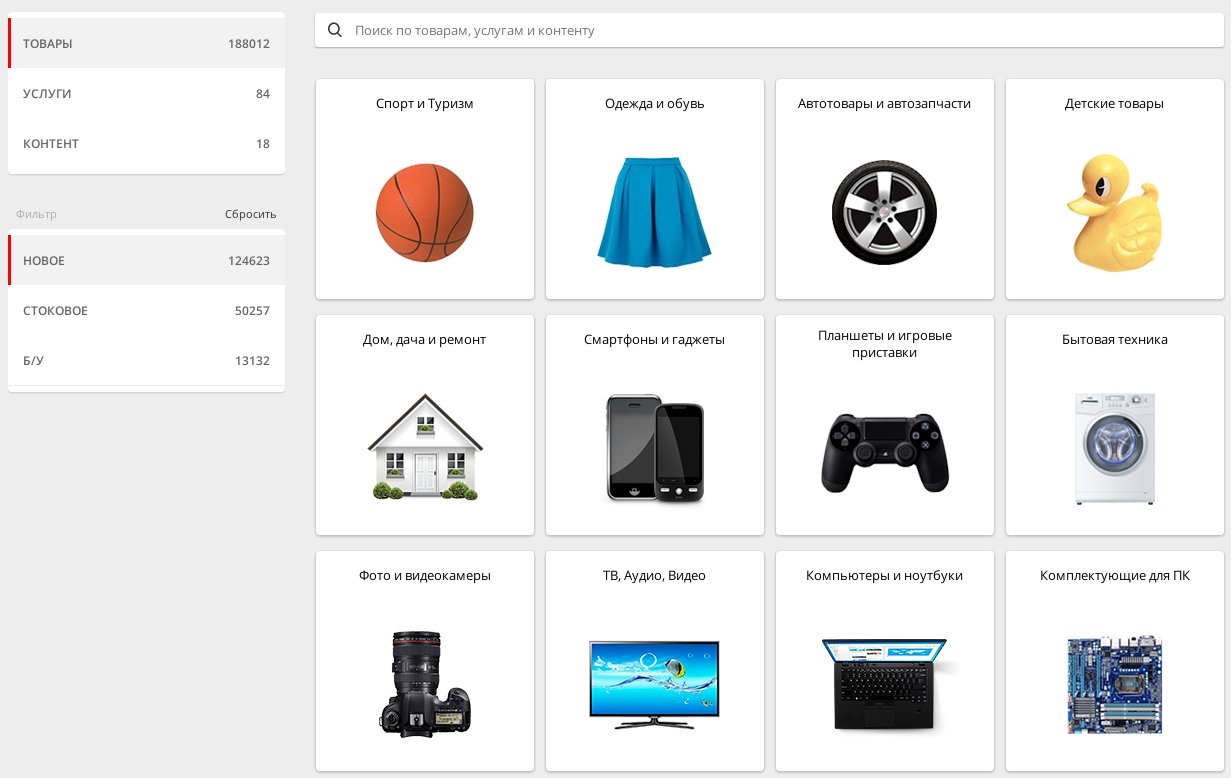 ТОВАРЫ 188012
УСЛУГИ 84
КОНТЕНТ 18
Фильтр Сбросить
НОВОЕ 124623
СТОКОВОЕ 50257
Б/У 13132
Поиск по товарам, услугам и контенту
Спорт и Туризм
Одежда и обувь
Автотовары и автозапчасти
Детские товары
Дом, дача и ремонт
Смартфоны и гаджеты
Планшеты и игровые
приставки
Бытовая техника
Фото и видеокамеры
ТВ, Аудио, Видео
Компьютеры и ноутбуки
Комплектующие для ПК